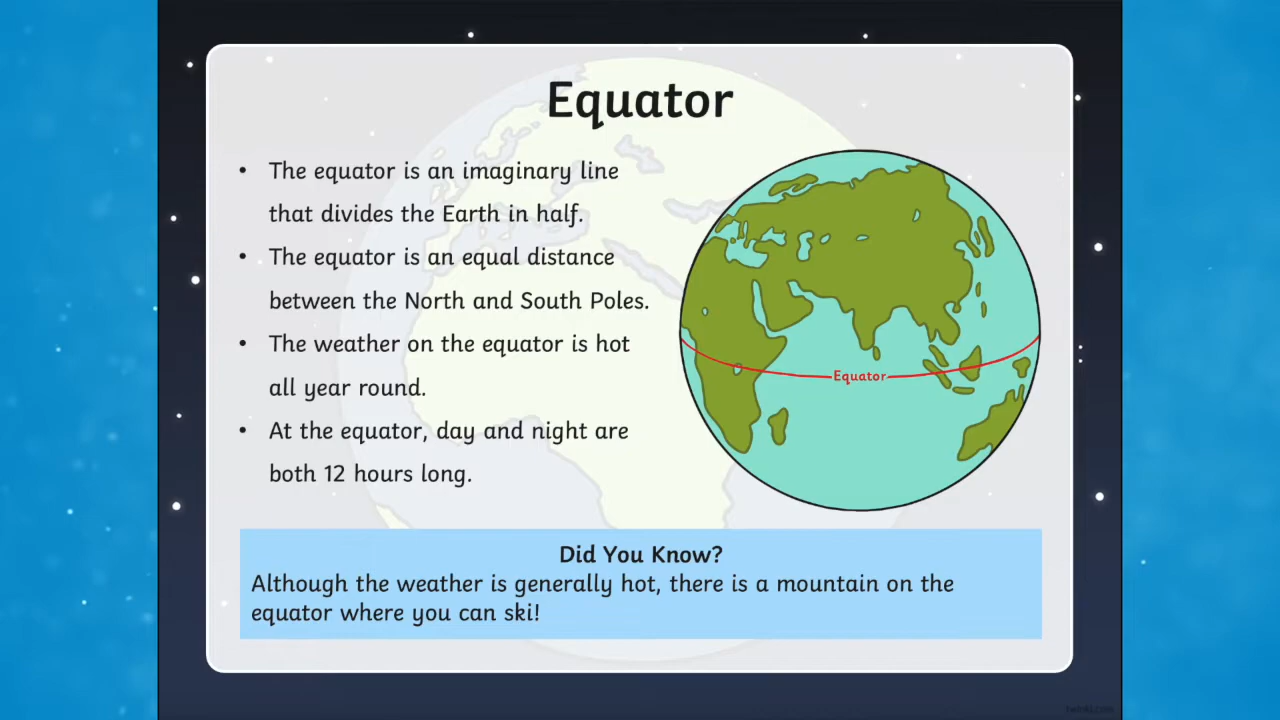 Equator
• The equator is an imaginary line
that divides the Earth in half.
• The equator is an equal distance
between the North and South Poles.
• The weather on the equator is hot
all year round.
• At the equator, day and night are
both 12 hours long.
Equator
Did You Know?
Although the weather is generally hot, there is a mountain on the
equator where you can ski!
twinkl.com